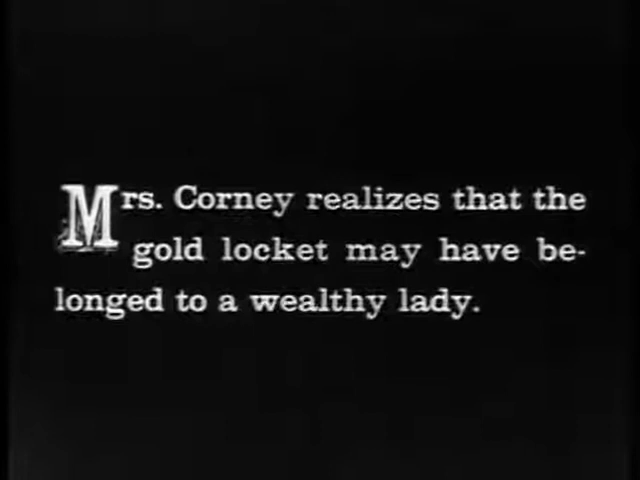 Mrs. Corney realizes that the
gold locket may have be-
longed to a wealthy lady.